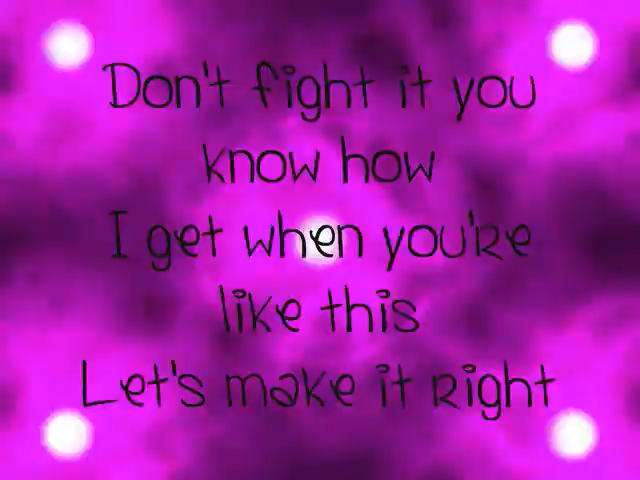 Don't fight it you
know how
I get when you're
like this
Let's make it right